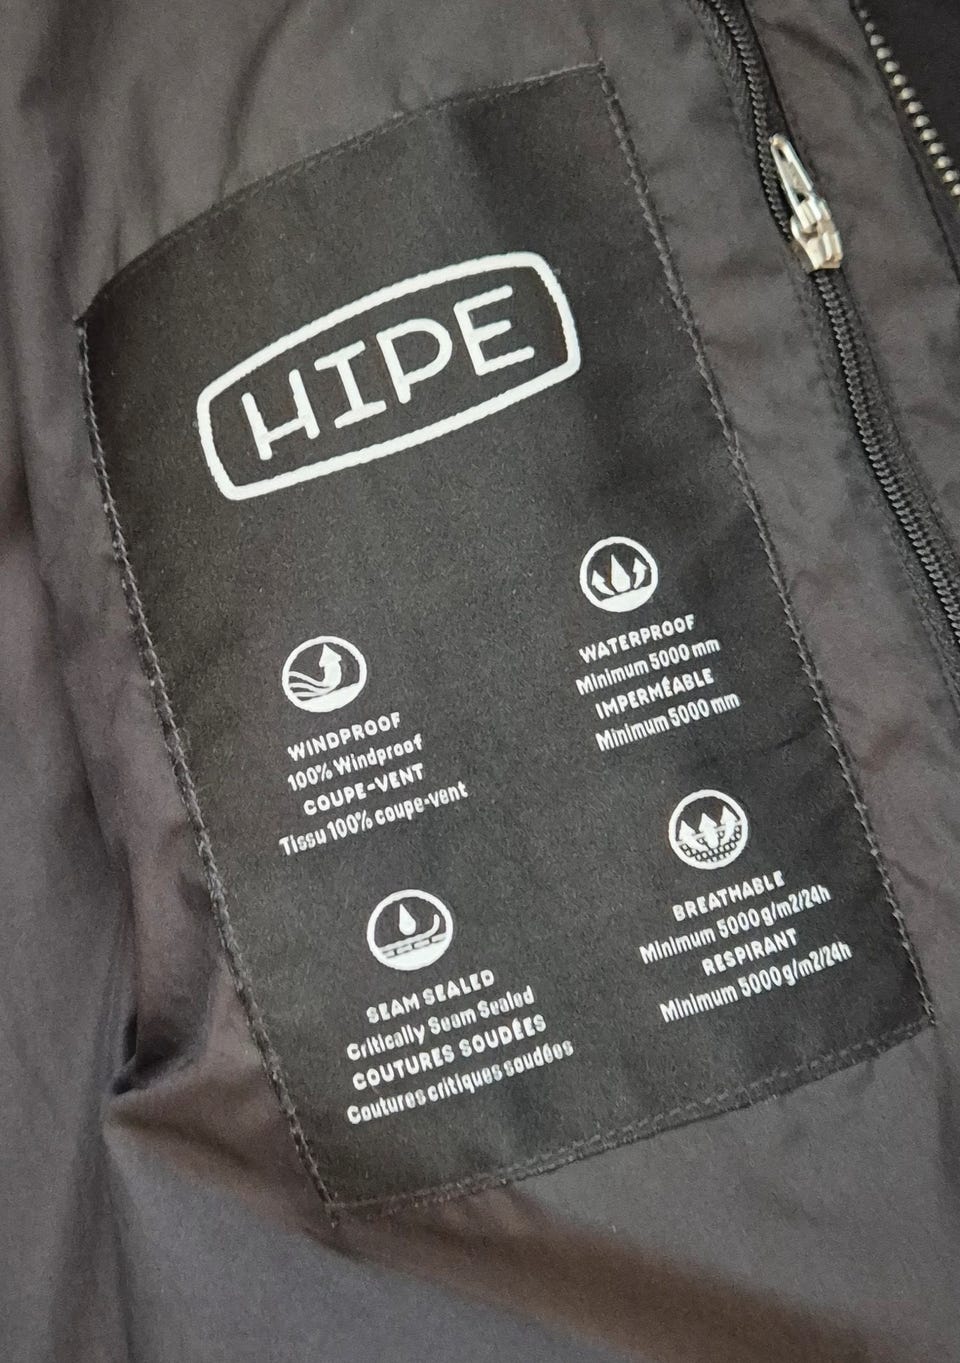 HIPE
WINDPROOF
100% Windproof
COUPE-VENT
Tissu 100% coupe-vent
WATERPROOF
Minimum 5000 mm
IMPERMÉABLE
Minimum 5000 mm
SEAM SEALED
Critically Seam Sealed
COUTURES SOUDÉES
Coutures critiques soudées
BREATHABLE
Minimum 5000 g/m2/24h
RESPIRANT
Minimum 5000 g/m2/24h